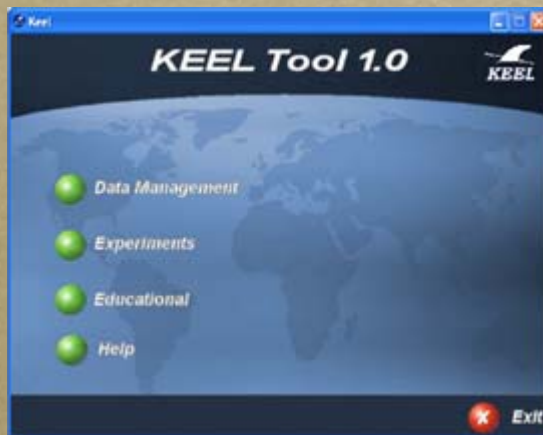 Keel
KEEL Tool 1.0
KEEL
Data Management
Experiments
Educational
Help
Exit